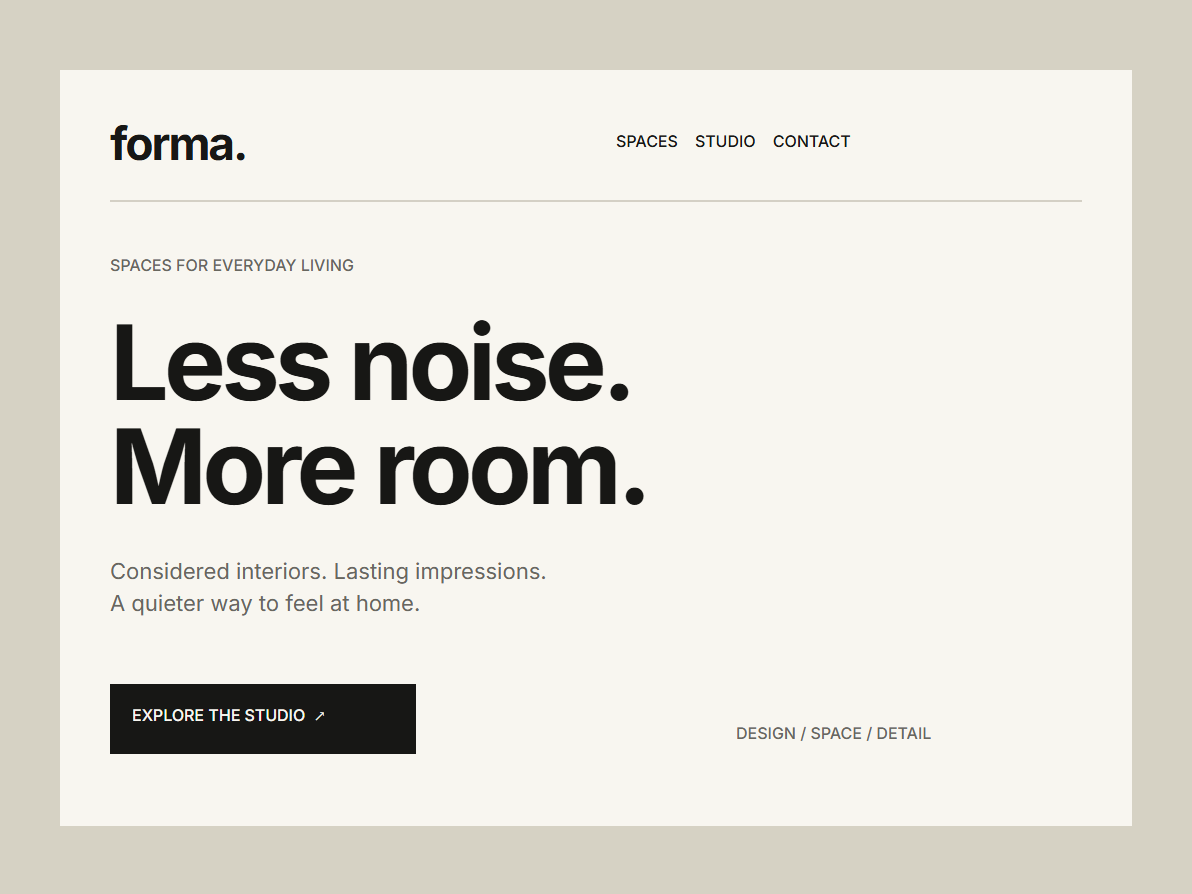 forma.
SPACES STUDIO CONTACT
SPACES FOR EVERYDAY LIVING
Less noise.
More room.
Considered interiors. Lasting impressions.
A quieter way to feel at home.
EXPLORE THE STUDIO ↗
DESIGN / SPACE / DETAIL